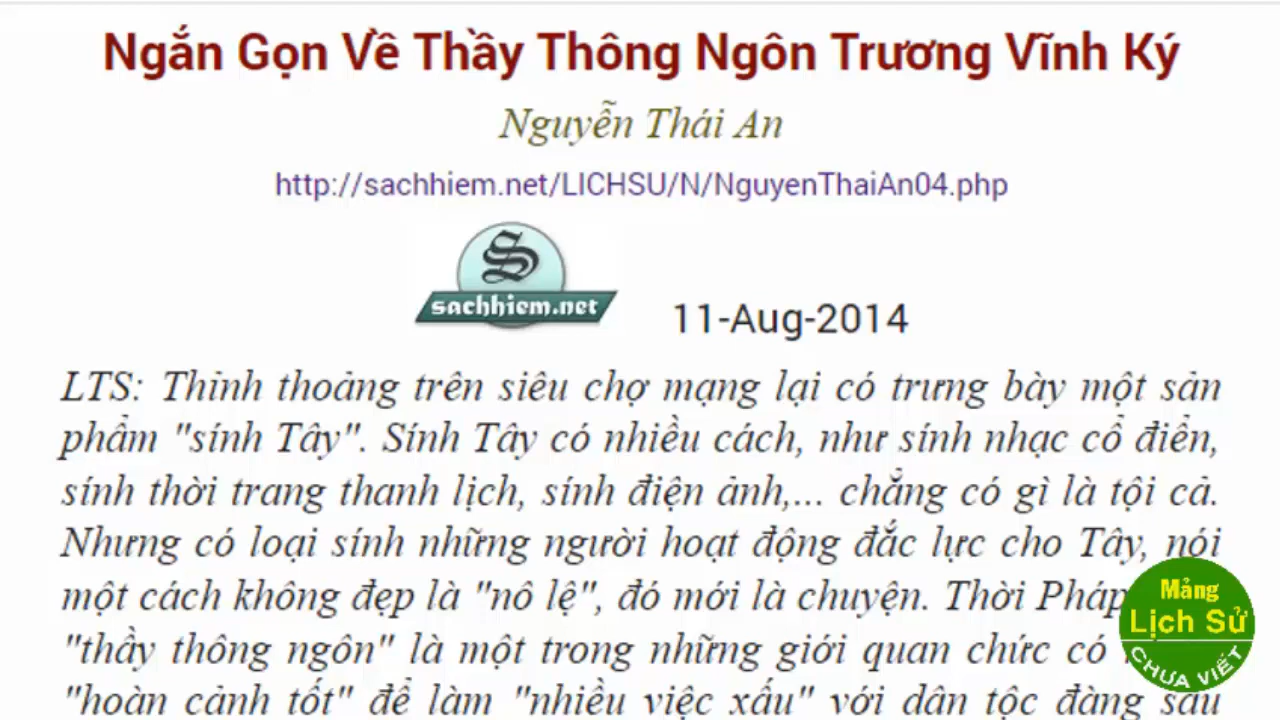 Ngắn Gọn Về Thầy Thông Ngôn Trương Vĩnh Ký
Nguyễn Thái An
http://sachhiem.net/LICHSU/N/NguyenThaiAn04.php
S
sachhiem.net
11-Aug-2014
LTS: Thỉnh thoảng trên siêu chợ mạng lại có trưng bày một sản
phẩm "sính Tây". Sính Tây có nhiều cách, như sính nhạc cổ điển,
sính thời trang thanh lịch, sính điện ảnh,... chẳng có gì là tội cả.
Nhưng có loại sính những người hoạt động đắc lực cho Tây, nói
một cách không đẹp là "nô lệ", đó mới là chuyện. Thời Pháp
"thầy thông ngôn" là một trong những giới quan chức có
"hoàn cảnh tốt" để làm "nhiều việc xấu" với dân tộc đàng sau
Mảng
Lịch Sử
CHƯA VIẾT